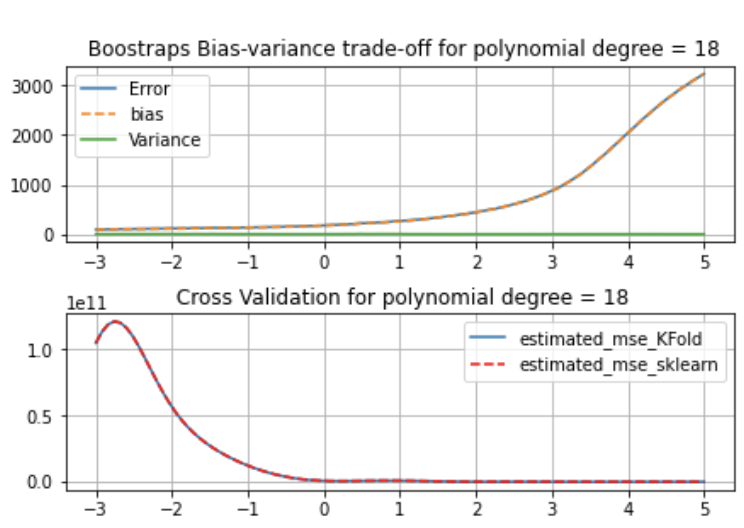 Boostraps Bias-variance trade-off for polynomial degree = 18
3000
2000
1000
0
Error
bias
Variance
−3 −2 −1 0 1 2 3 4 5
1e11
Cross Validation for polynomial degree = 18
1.0
0.5
0.0
estimated_mse_KFold
estimated_mse_sklearn
−3 −2 −1 0 1 2 3 4 5